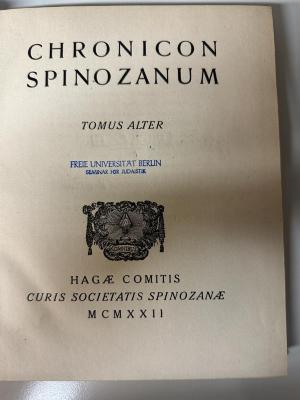 CHRONICON
SPINOZANUM
TOMUS ALTER
FREIE UNIVERSITÄT BERLIN
SEMINAR FÜR JUDAISTIK
HAGÆ COMITIS
CURIS SOCIETATIS SPINOZANÆ
MCMXXII